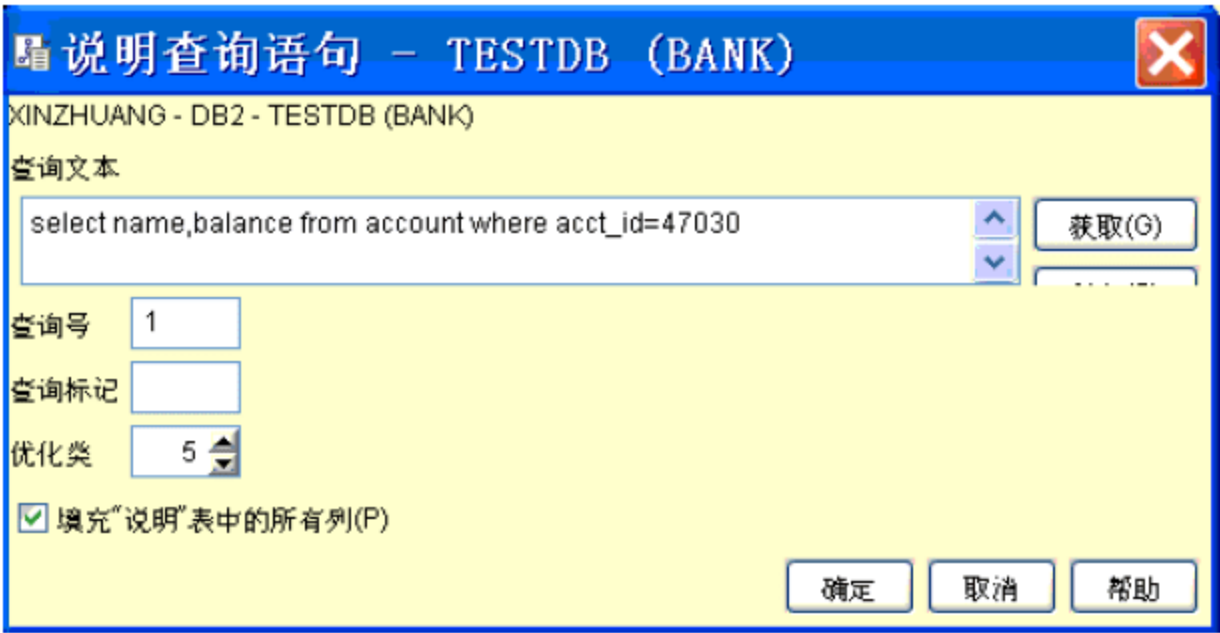 说明查询语句 - TESTDB (BANK)
XINZHUANG - DB2 - TESTDB (BANK)
查询文本
select name,balance from account where acct_id=47030
获取(G)
查询号 1
查询标记
优化类 5
填充"说明"表中的所有列(P)
确定 取消 帮助